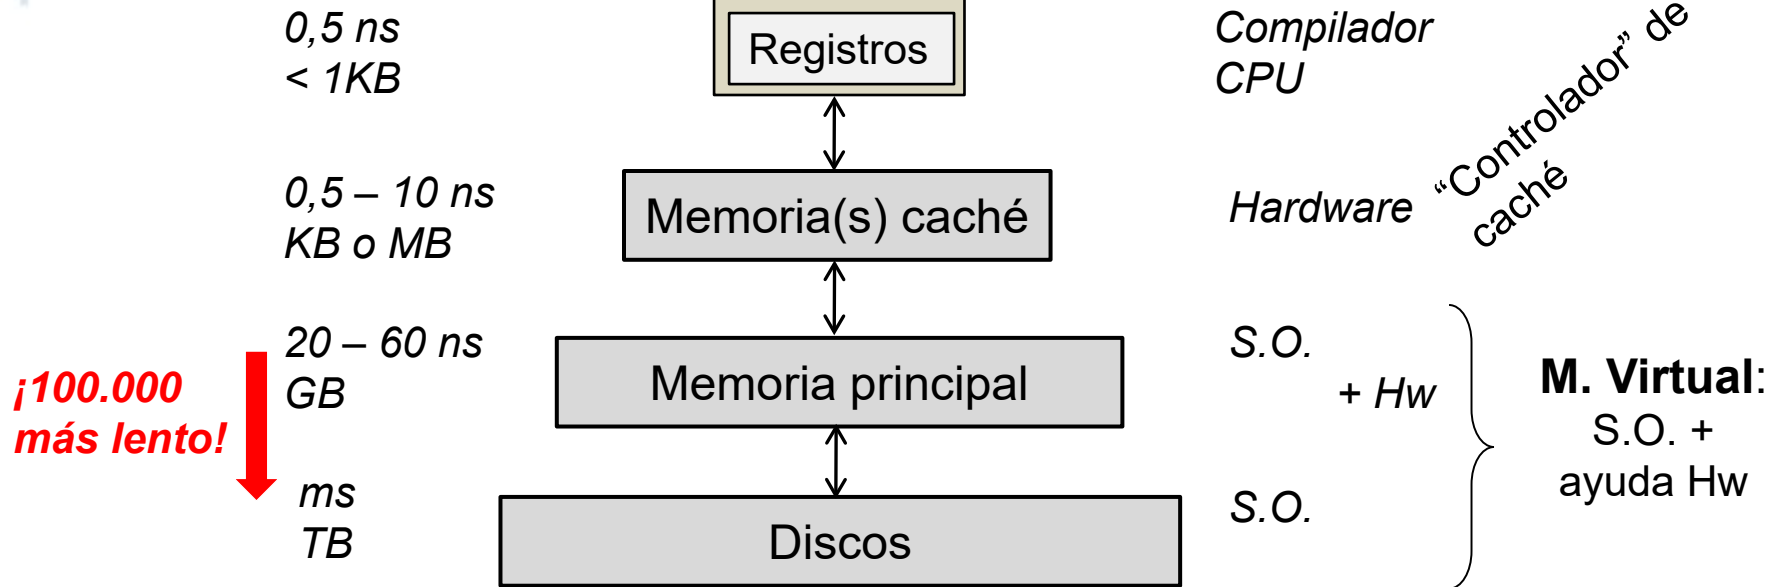 0,5 ns
< 1KB
Registros
Compilador
CPU
“Controlador” de
caché
0,5 – 10 ns
KB o MB
Memoria(s) caché
Hardware
20 – 60 ns
GB
Memoria principal
S.O.
+ Hw
¡100.000
más lento!
M. Virtual:
S.O. +
ayuda Hw
ms
TB
Discos
S.O.